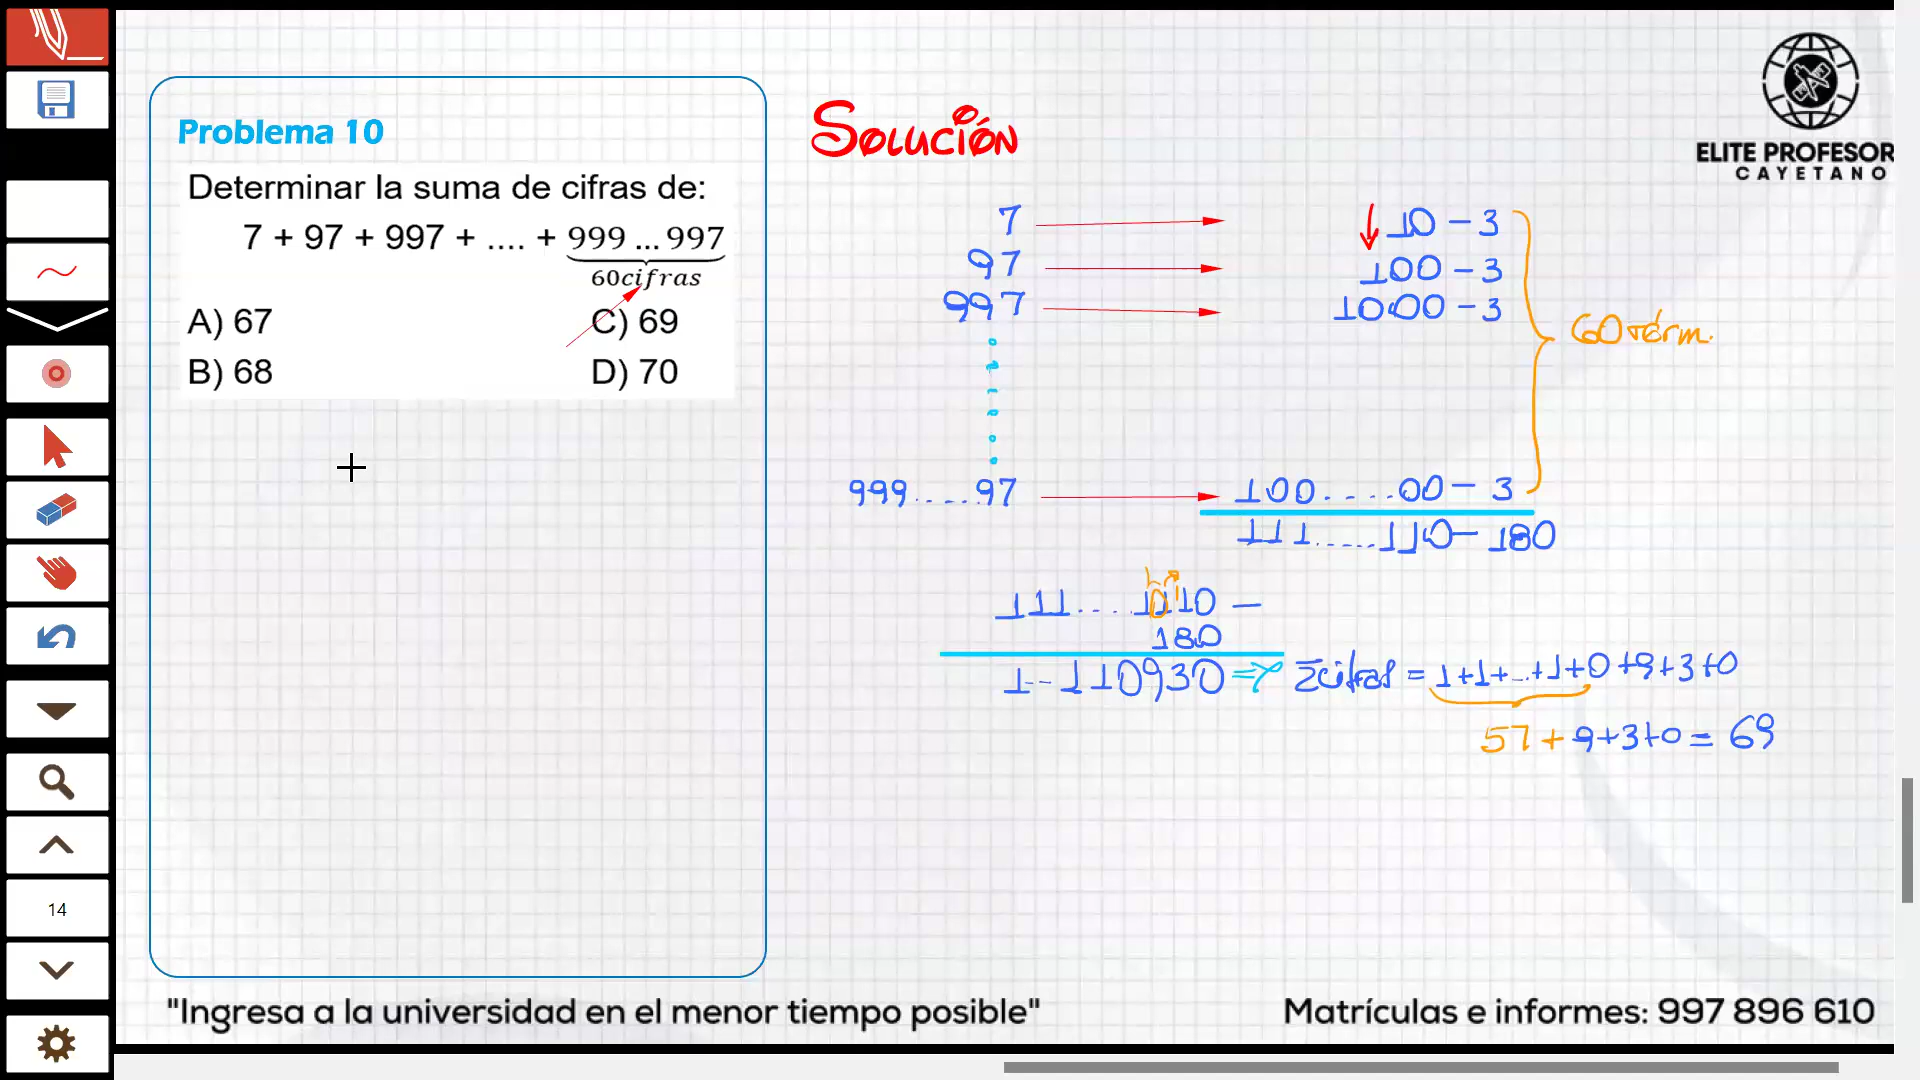 Problema 10
Determinar la suma de cifras de:
7 + 97 + 997 + .... + 999 ... 997
60cifras
A) 67
C) 69
B) 68
D) 70
SOLUCIÓN
ELITE PROFESOR
CAYETANO
7 10 - 3
97 100 - 3
997 1000 - 3
60 térm.
999.....97 100.....00 - 3
111.....110 - 180
111....1110 -
180
1--110930 => Σcifras = 1+1+...+1+0+9+3+0
57 + 9+3+0 = 69
14
"Ingresa a la universidad en el menor tiempo posible"
Matrículas e informes: 997 896 610